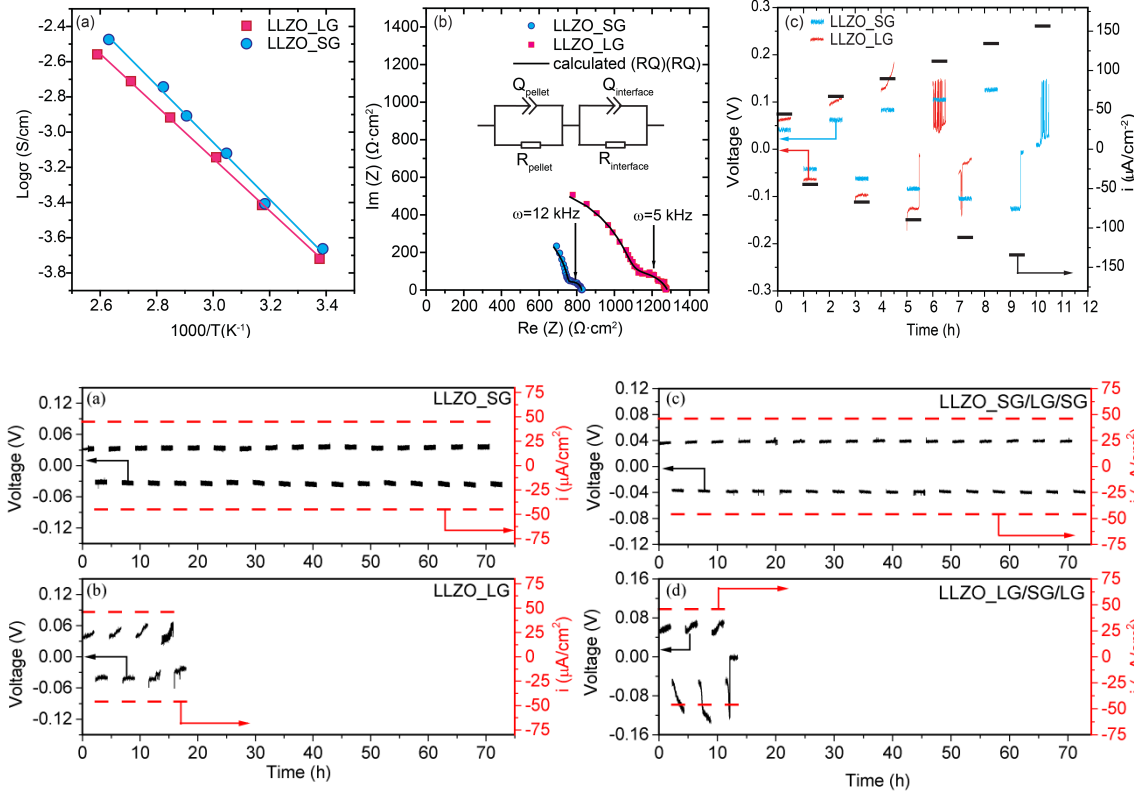 (a)
LLZO_LG
LLZO_SG
Logσ (S/cm)
-2.4
-2.6
-2.8
-3.0
-3.2
-3.4
-3.6
-3.8
2.6 2.8 3.0 3.2 3.4
1000/T(K⁻¹)
(b)
LLZO_SG
LLZO_LG
calculated (RQ)(RQ)
Q_pellet Q_interface
R_pellet R_interface
ω=12 kHz
ω=5 kHz
Im (Z) (Ω·cm²)
1400
1200
1000
800
600
400
200
0
0 200 400 600 800 1000 1400
Re (Z) (Ω·cm²)
(c)
LLZO_SG
LLZO_LG
Voltage (V)
0.3
0.2
0.1
0.0
-0.1
-0.2
-0.3
i (µA/cm⁻²)
150
100
50
0
-50
-100
-150
0 1 2 3 4 5 6 7 8 9 10 11 12
Time (h)
(a)
LLZO_SG
Voltage (V)
0.12
0.06
0.00
-0.06
-0.12
i (µA/cm²)
75
50
25
0
-25
-50
-75
0 10 20 30 40 50 60 70
(b)
LLZO_LG
Voltage (V)
0.12
0.06
0.00
-0.06
-0.12
i (µA/cm²)
75
50
25
0
-25
-50
-75
0 10 20 30 40 50 60 70
Time (h)
(c)
LLZO_SG/LG/SG
Voltage (V)
0.12
0.08
0.04
0.00
-0.04
-0.08
-0.12
75
50
25
0
-25
-50
-75
0 10 20 30 40 50 60 70
(d)
LLZO_LG/SG/LG
Voltage (V)
0.16
0.08
0.00
-0.08
-0.16
75
50
25
0
-25
-50
-75
0 10 20 30 40 50 60 70
Time (h)